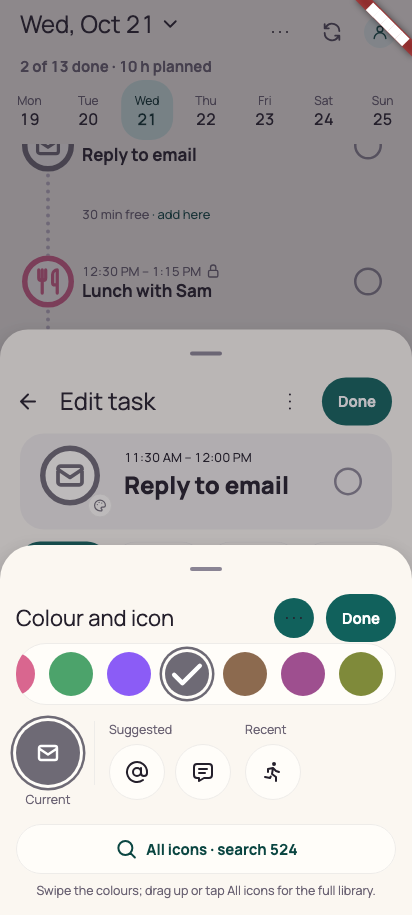 Wed, Oct 21
2 of 13 done · 10 h planned
Mon Tue Wed Thu Fri Sat Sun
19 20 21 22 23 24 25
Reply to email
30 min free · add here
12:30 PM – 1:15 PM
Lunch with Sam
Edit task
Done
11:30 AM – 12:00 PM
Reply to email
Colour and icon
Done
Suggested
Recent
Current
All icons · search 524
Swipe the colours; drag up or tap All icons for the full library.